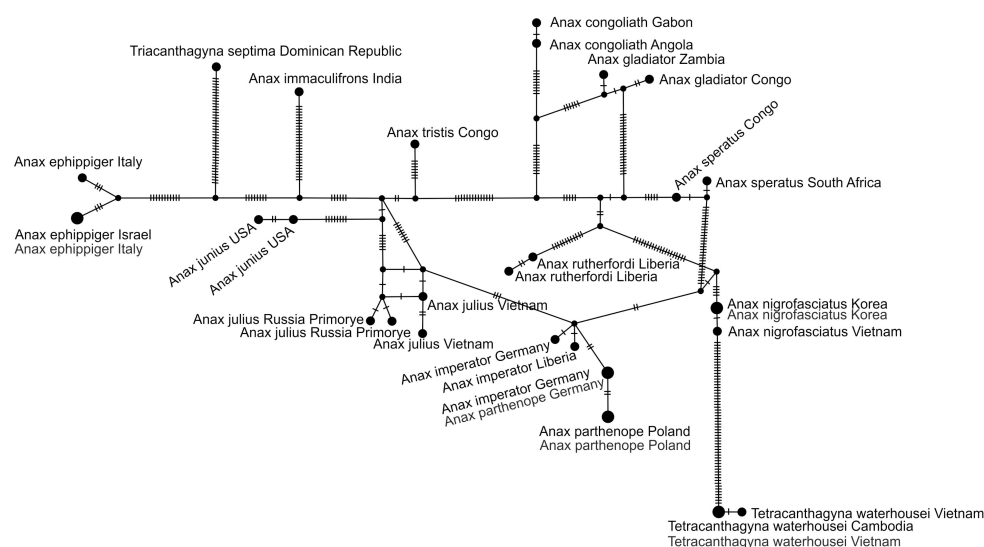 Anax congoliath Gabon
Anax congoliath Angola
Triacanthagyna septima Dominican Republic
Anax gladiator Zambia
Anax immaculifrons India
Anax gladiator Congo
Anax tristis Congo
Anax speratus Congo
Anax ephippiger Italy
Anax speratus South Africa
Anax ephippiger Israel
Anax ephippiger Italy
Anax junius USA
Anax junius USA
Anax rutherfordi Liberia
Anax rutherfordi Liberia
Anax julius Vietnam
Anax nigrofasciatus Korea
Anax nigrofasciatus Korea
Anax julius Russia Primorye
Anax julius Russia Primorye
Anax nigrofasciatus Vietnam
Anax julius Vietnam
Anax imperator Germany
Anax imperator Liberia
Anax imperator Germany
Anax parthenope Germany
Anax parthenope Poland
Anax parthenope Poland
Tetracanthagyna waterhousei Vietnam
Tetracanthagyna waterhousei Cambodia
Tetracanthagyna waterhousei Vietnam